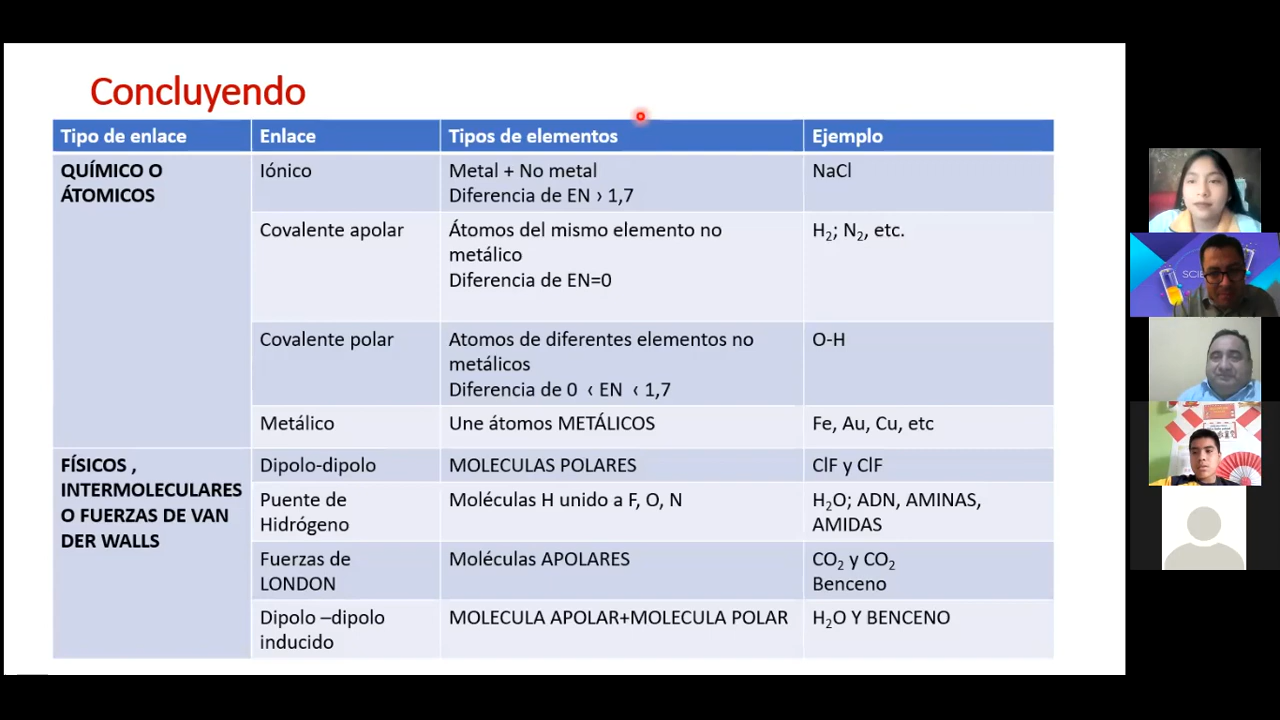 Concluyendo
Tipo de enlace
Enlace
Tipos de elementos
Ejemplo
QUÍMICO O
ÁTOMICOS
Iónico
Metal + No metal
Diferencia de EN › 1,7
NaCl
Covalente apolar
Átomos del mismo elemento no
metálico
Diferencia de EN=0
H₂; N₂, etc.
Covalente polar
Atomos de diferentes elementos no
metálicos
Diferencia de 0 ‹ EN ‹ 1,7
O-H
Metálico
Une átomos METÁLICOS
Fe, Au, Cu, etc
FÍSICOS ,
INTERMOLECULARES
O FUERZAS DE VAN
DER WALLS
Dipolo-dipolo
MOLECULAS POLARES
ClF y ClF
Puente de
Hidrógeno
Moléculas H unido a F, O, N
H₂O; ADN, AMINAS,
AMIDAS
Fuerzas de
LONDON
Moléculas APOLARES
CO₂ y CO₂
Benceno
Dipolo –dipolo
inducido
MOLECULA APOLAR+MOLECULA POLAR
H₂O Y BENCENO